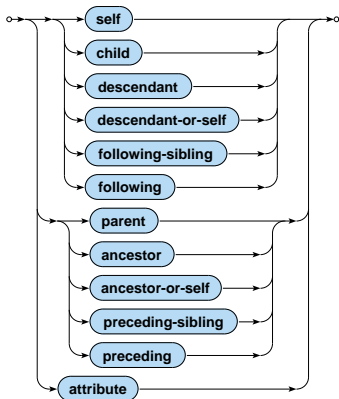 self
child
descendant
descendant-or-self
following-sibling
following
parent
ancestor
ancestor-or-self
preceding-sibling
preceding
attribute